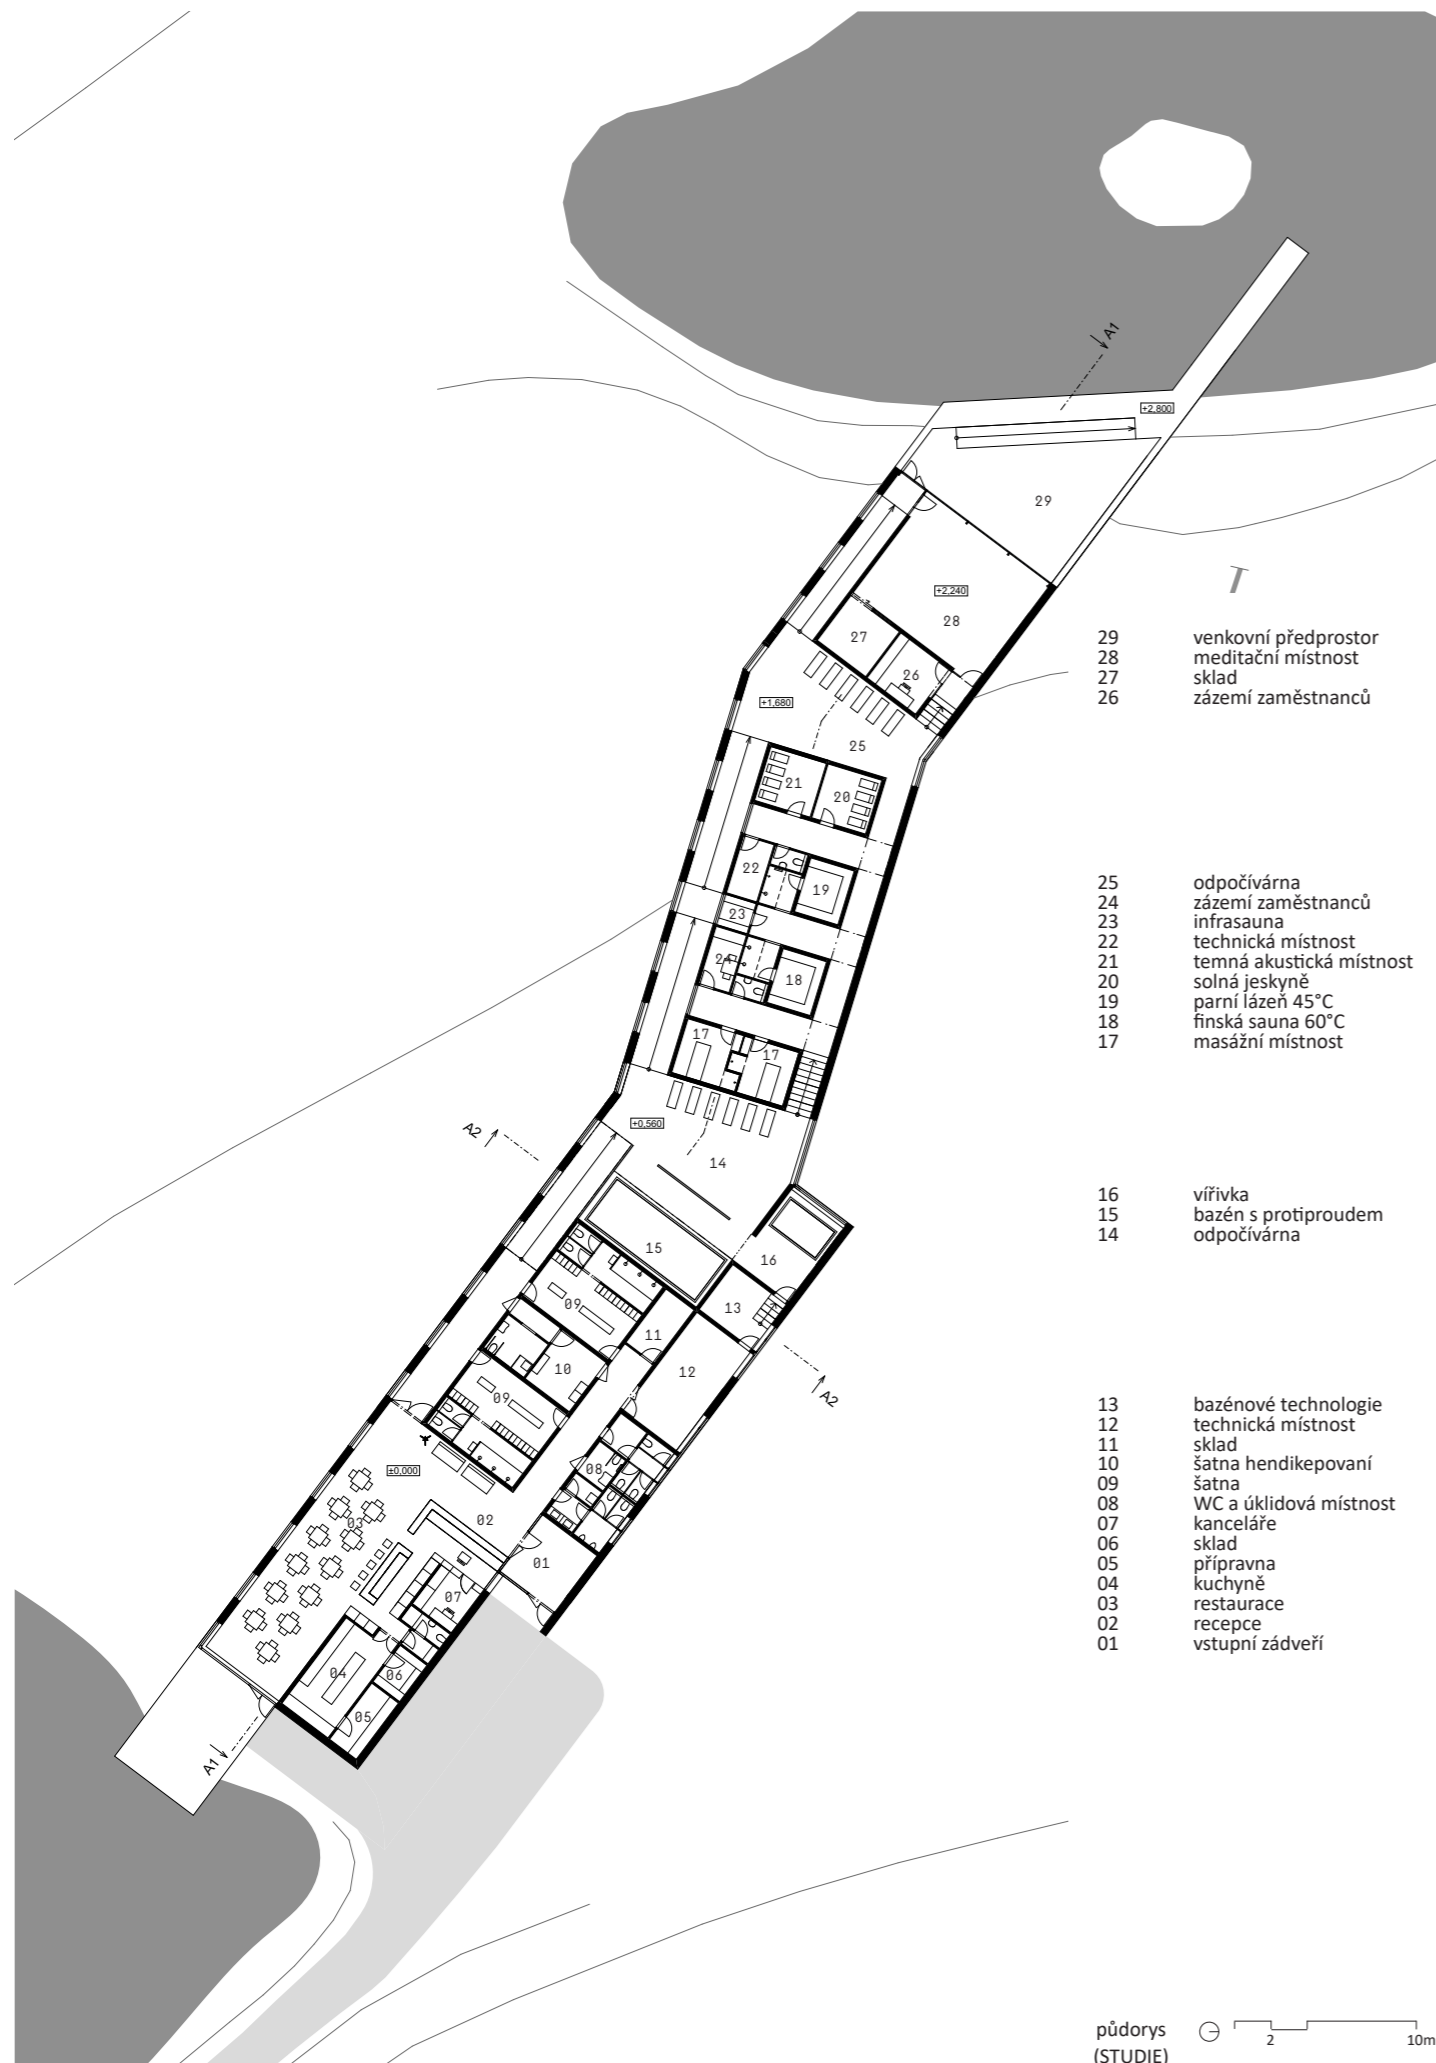 A1
+2,800
29
+2,240
28
27
26
+1,680
25
21
20
22
19
23
24
18
17
17
+0,560
A2
14
15
16
09
13
11
10
12
09
A2
08
±0,000
03
02
01
07
04
06
05
A1
29 venkovní předprostor
28 meditační místnost
27 sklad
26 zázemí zaměstnanců
25 odpočívárna
24 zázemí zaměstnanců
23 infrasauna
22 technická místnost
21 temná akustická místnost
20 solná jeskyně
19 parní lázeň 45°C
18 finská sauna 60°C
17 masážní místnost
16 vířivka
15 bazén s protiproudem
14 odpočívárna
13 bazénové technologie
12 technická místnost
11 sklad
10 šatna hendikepovaní
09 šatna
08 WC a úklidová místnost
07 kanceláře
06 sklad
05 přípravna
04 kuchyně
03 restaurace
02 recepce
01 vstupní zádveří
půdorys
(STUDIE)
2 10m